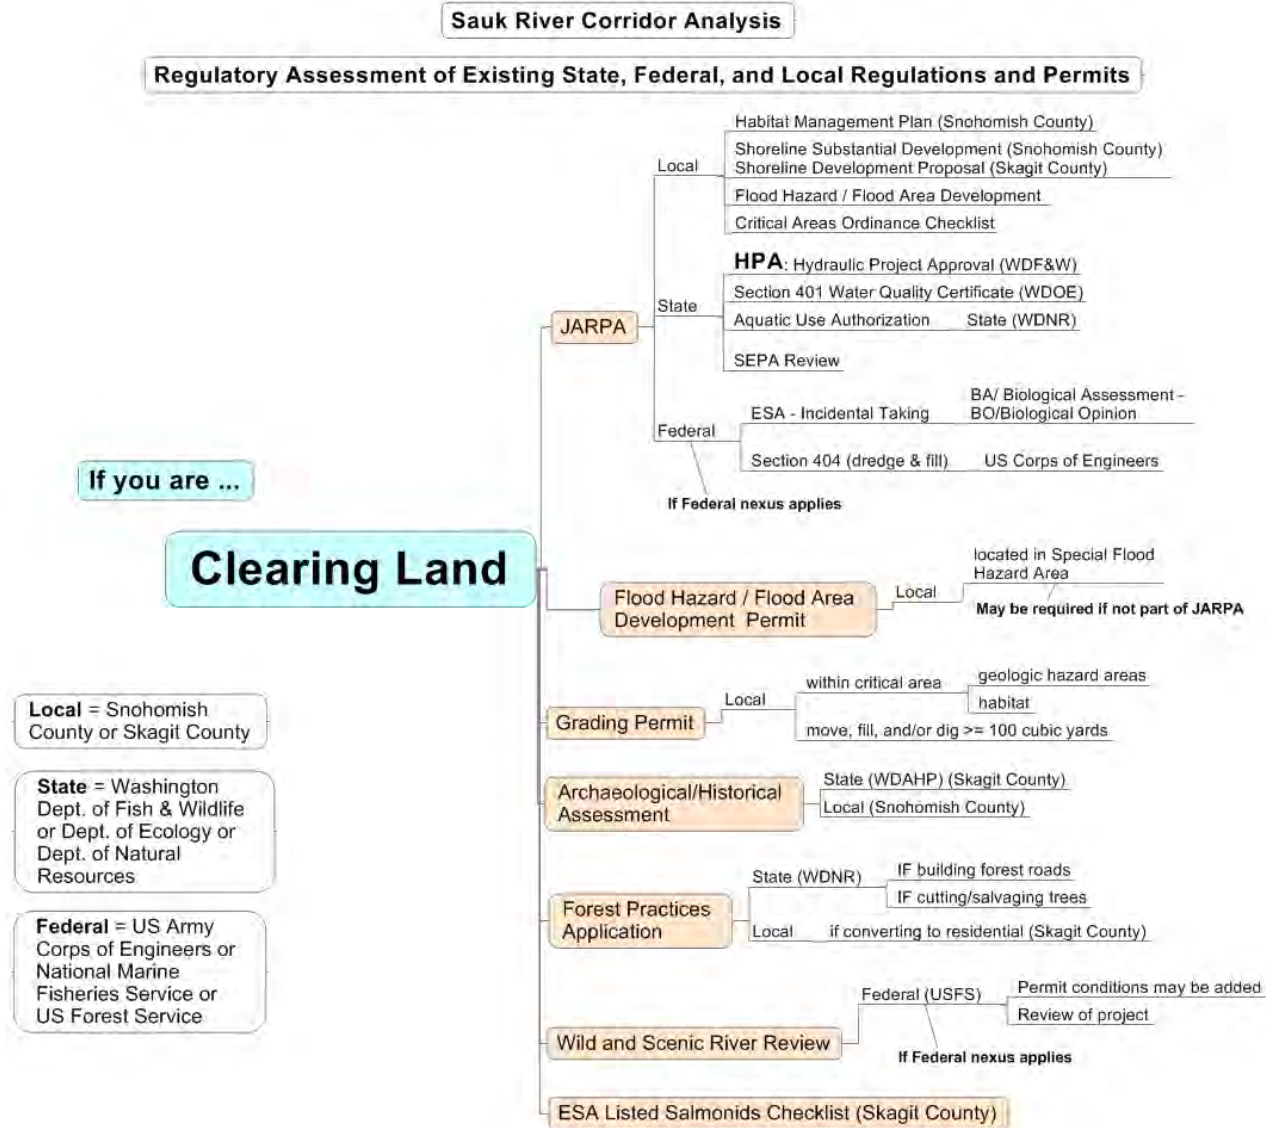 Sauk River Corridor Analysis
Regulatory Assessment of Existing State, Federal, and Local Regulations and Permits
If you are ...
Clearing Land
JARPA
Local
Habitat Management Plan (Snohomish County)
Shoreline Substantial Development (Snohomish County)
Shoreline Development Proposal (Skagit County)
Flood Hazard / Flood Area Development
Critical Areas Ordinance Checklist
State
HPA: Hydraulic Project Approval (WDF&W)
Section 401 Water Quality Certificate (WDOE)
Aquatic Use Authorization State (WDNR)
SEPA Review
Federal
ESA - Incidental Taking
BA/ Biological Assessment -
BO/Biological Opinion
Section 404 (dredge & fill) US Corps of Engineers
If Federal nexus applies
Flood Hazard / Flood Area
Development Permit
Local
located in Special Flood
Hazard Area
May be required if not part of JARPA
Grading Permit
Local
within critical area
geologic hazard areas
habitat
move, fill, and/or dig >= 100 cubic yards
Archaeological/Historical
Assessment
State (WDAHP) (Skagit County)
Local (Snohomish County)
Forest Practices
Application
State (WDNR)
IF building forest roads
IF cutting/salvaging trees
Local if converting to residential (Skagit County)
Wild and Scenic River Review
Federal (USFS)
Permit conditions may be added
Review of project
If Federal nexus applies
ESA Listed Salmonids Checklist (Skagit County)
Local = Snohomish
County or Skagit County
State = Washington
Dept. of Fish & Wildlife
or Dept. of Ecology or
Dept. of Natural
Resources
Federal = US Army
Corps of Engineers or
National Marine
Fisheries Service or
US Forest Service